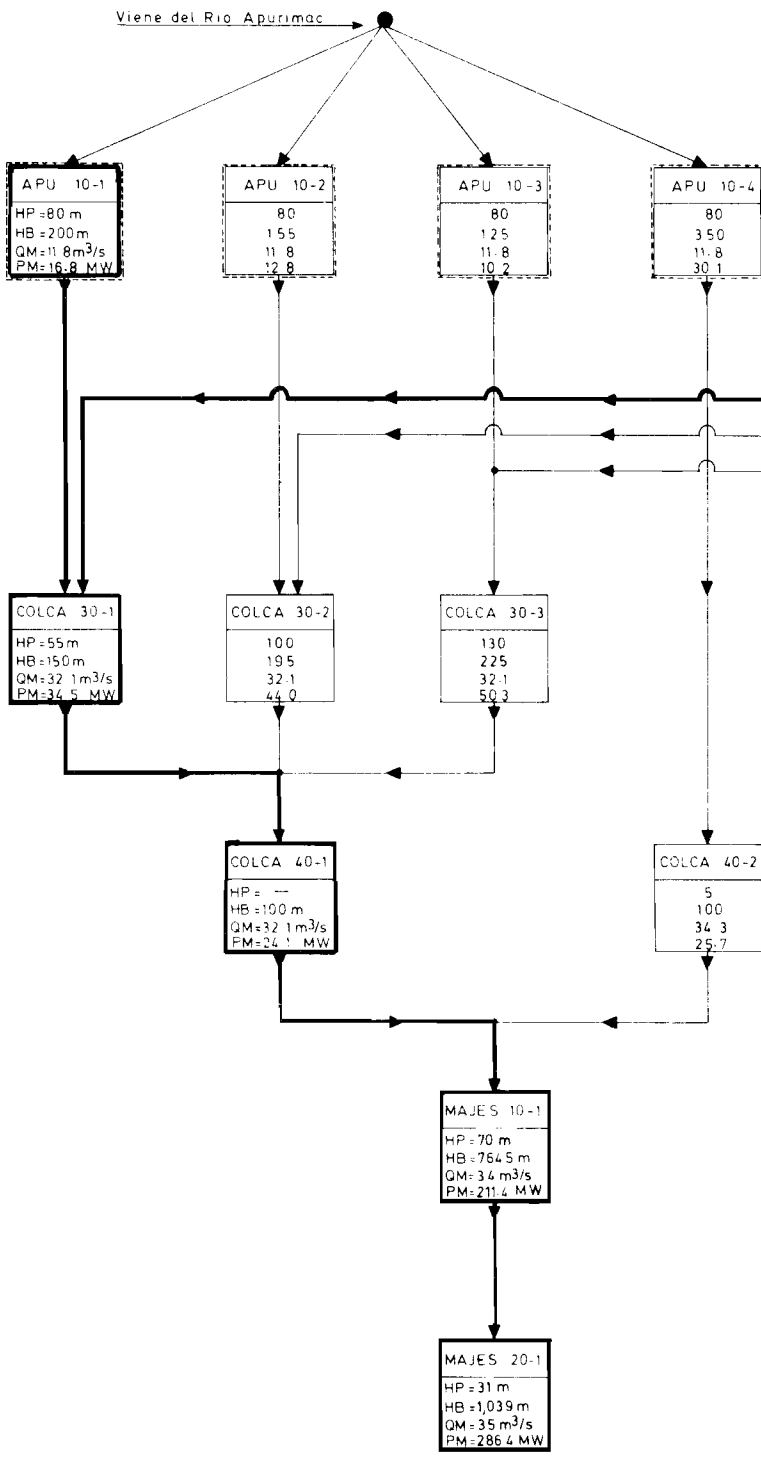 Viene del Rio Apurimac
APU 10-1
HP=80 m
HB=200 m
QM=11.8 m³/s
PM=16.8 MW
APU 10-2
80
155
11.8
12.8
APU 10-3
80
125
11.8
10.2
APU 10-4
80
350
11.8
30.1
COLCA 30-1
HP=55 m
HB=150 m
QM=32.1 m³/s
PM=34.5 MW
COLCA 30-2
100
195
32.1
44.0
COLCA 30-3
130
225
32.1
50.3
COLCA 40-1
HP= —
HB=100 m
QM=32.1 m³/s
PM=24.1 MW
COLCA 40-2
5
100
34.3
25.7
MAJES 10-1
HP=70 m
HB=764.5 m
QM=34 m³/s
PM=211.4 MW
MAJES 20-1
HP=31 m
HB=1,039 m
QM=35 m³/s
PM=286.4 MW